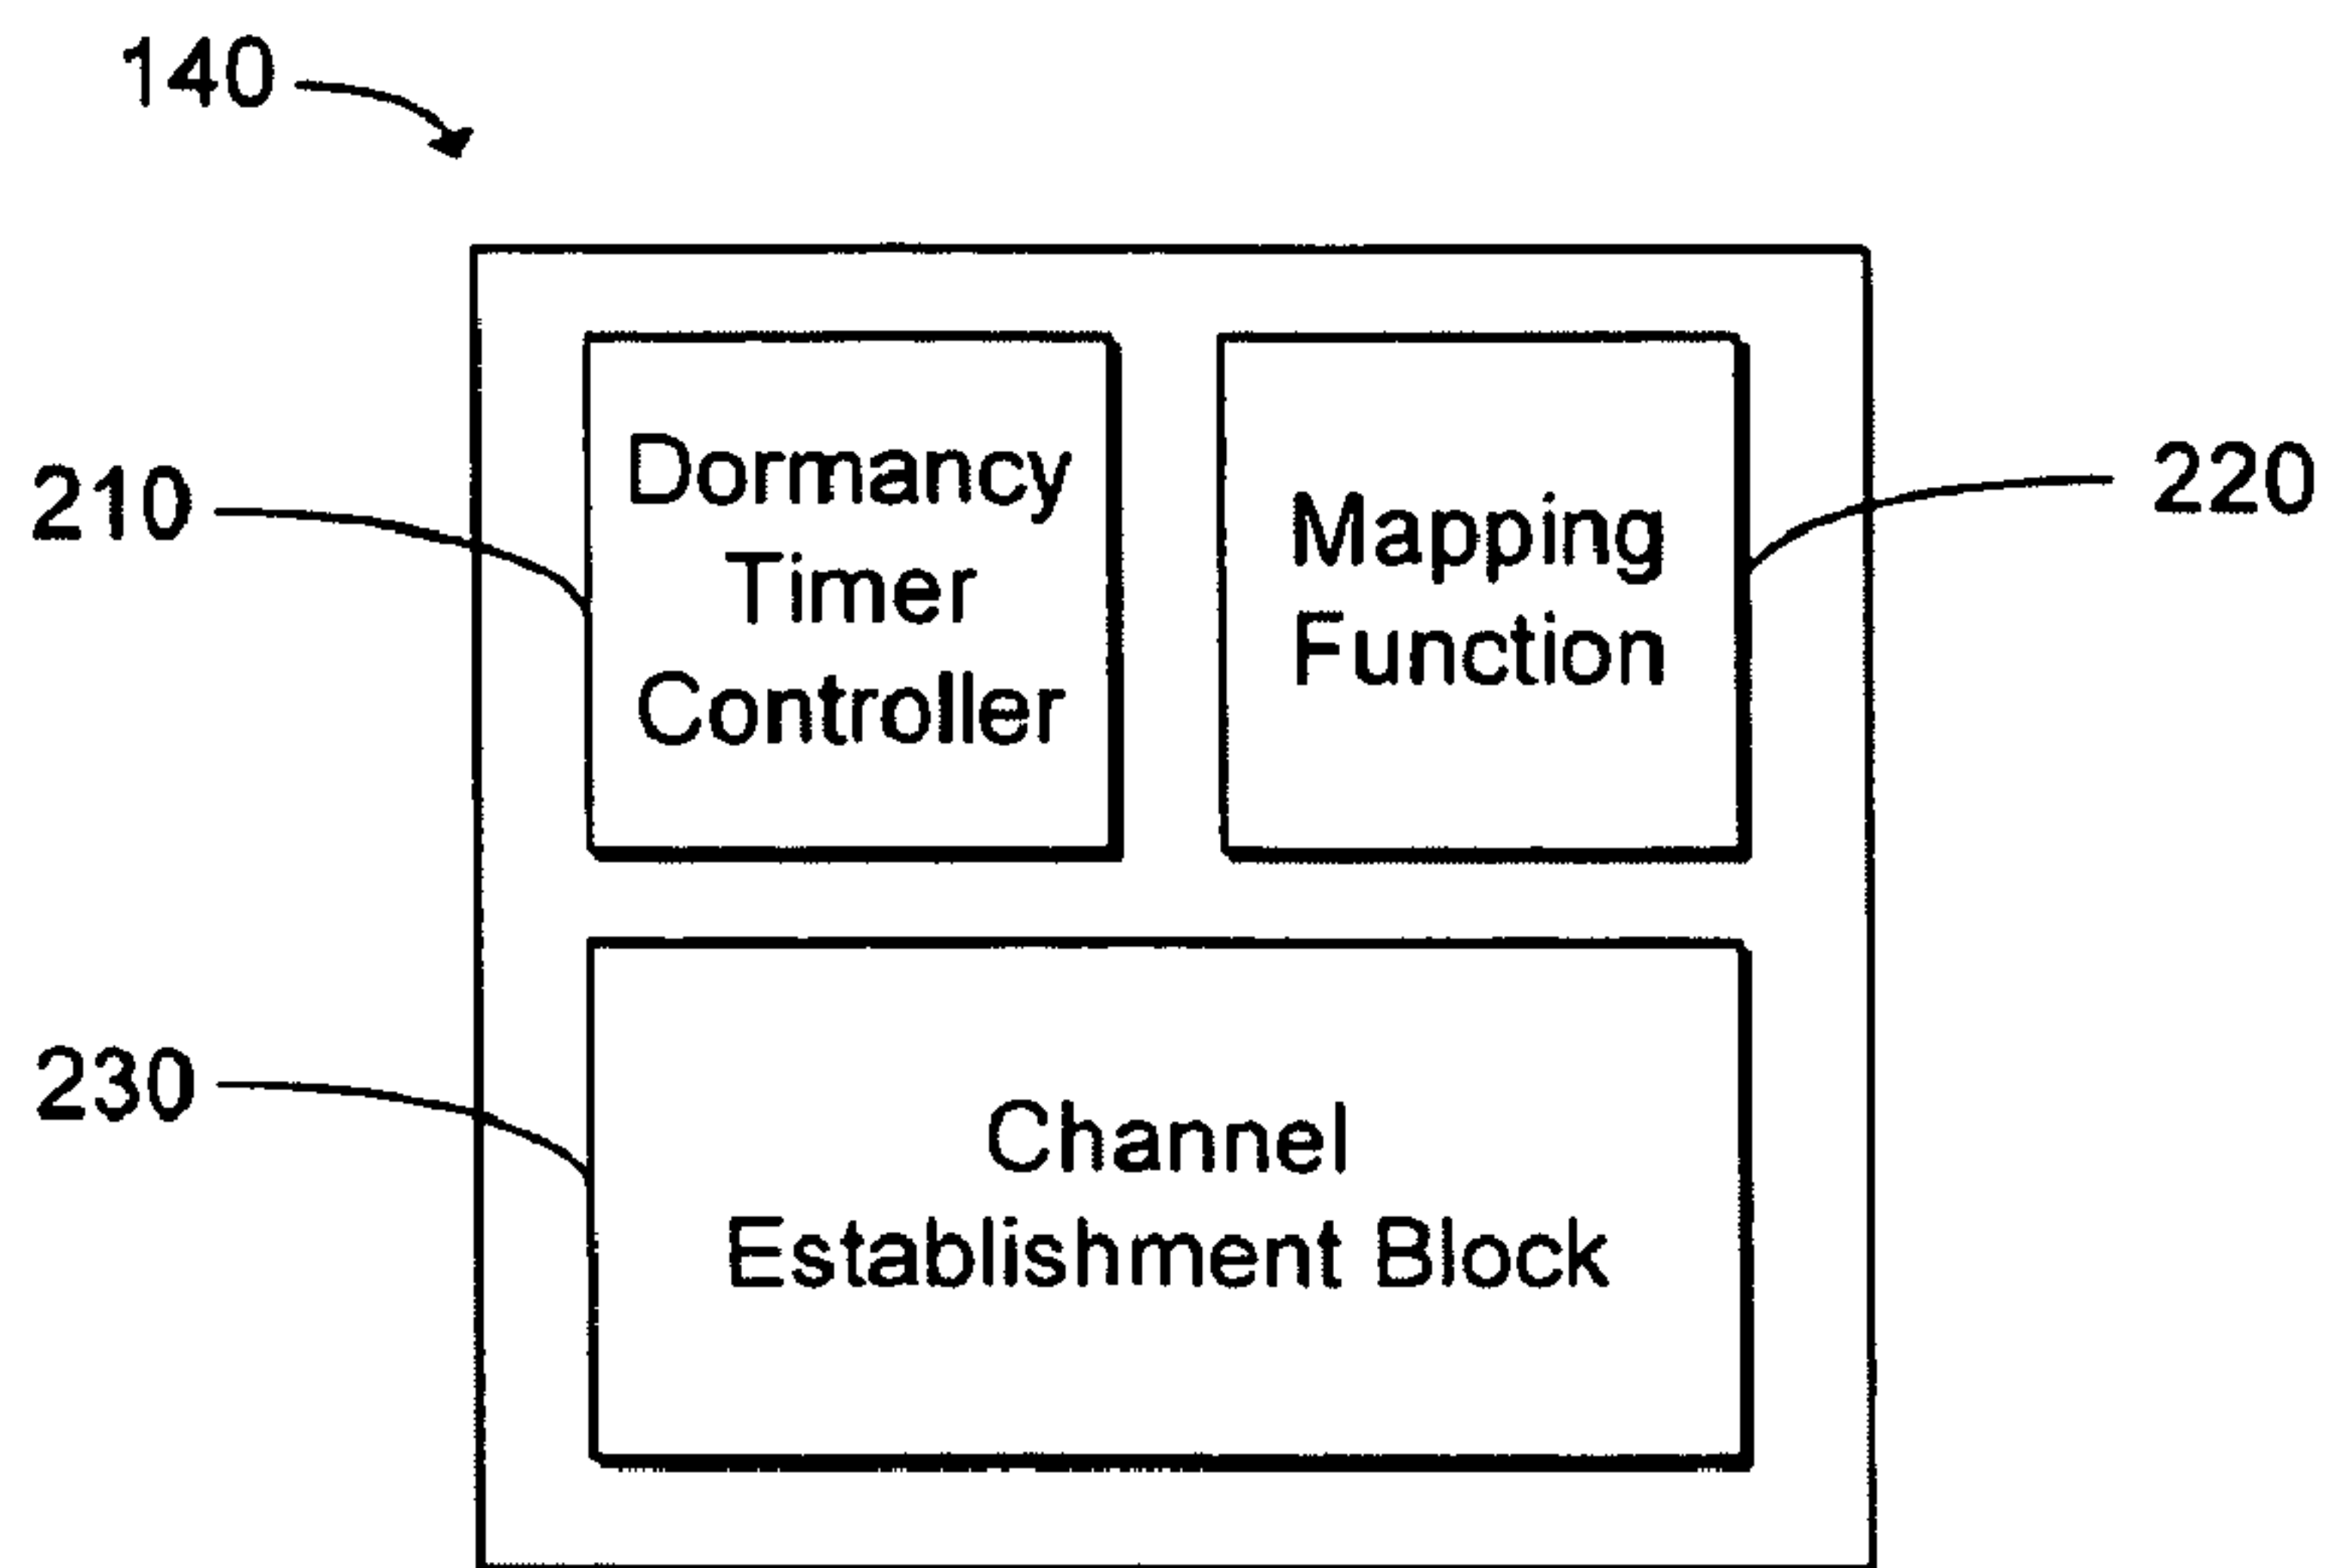 140
210
Dormancy
Timer
Controller
Mapping
Function
220
230
Channel
Establishment Block